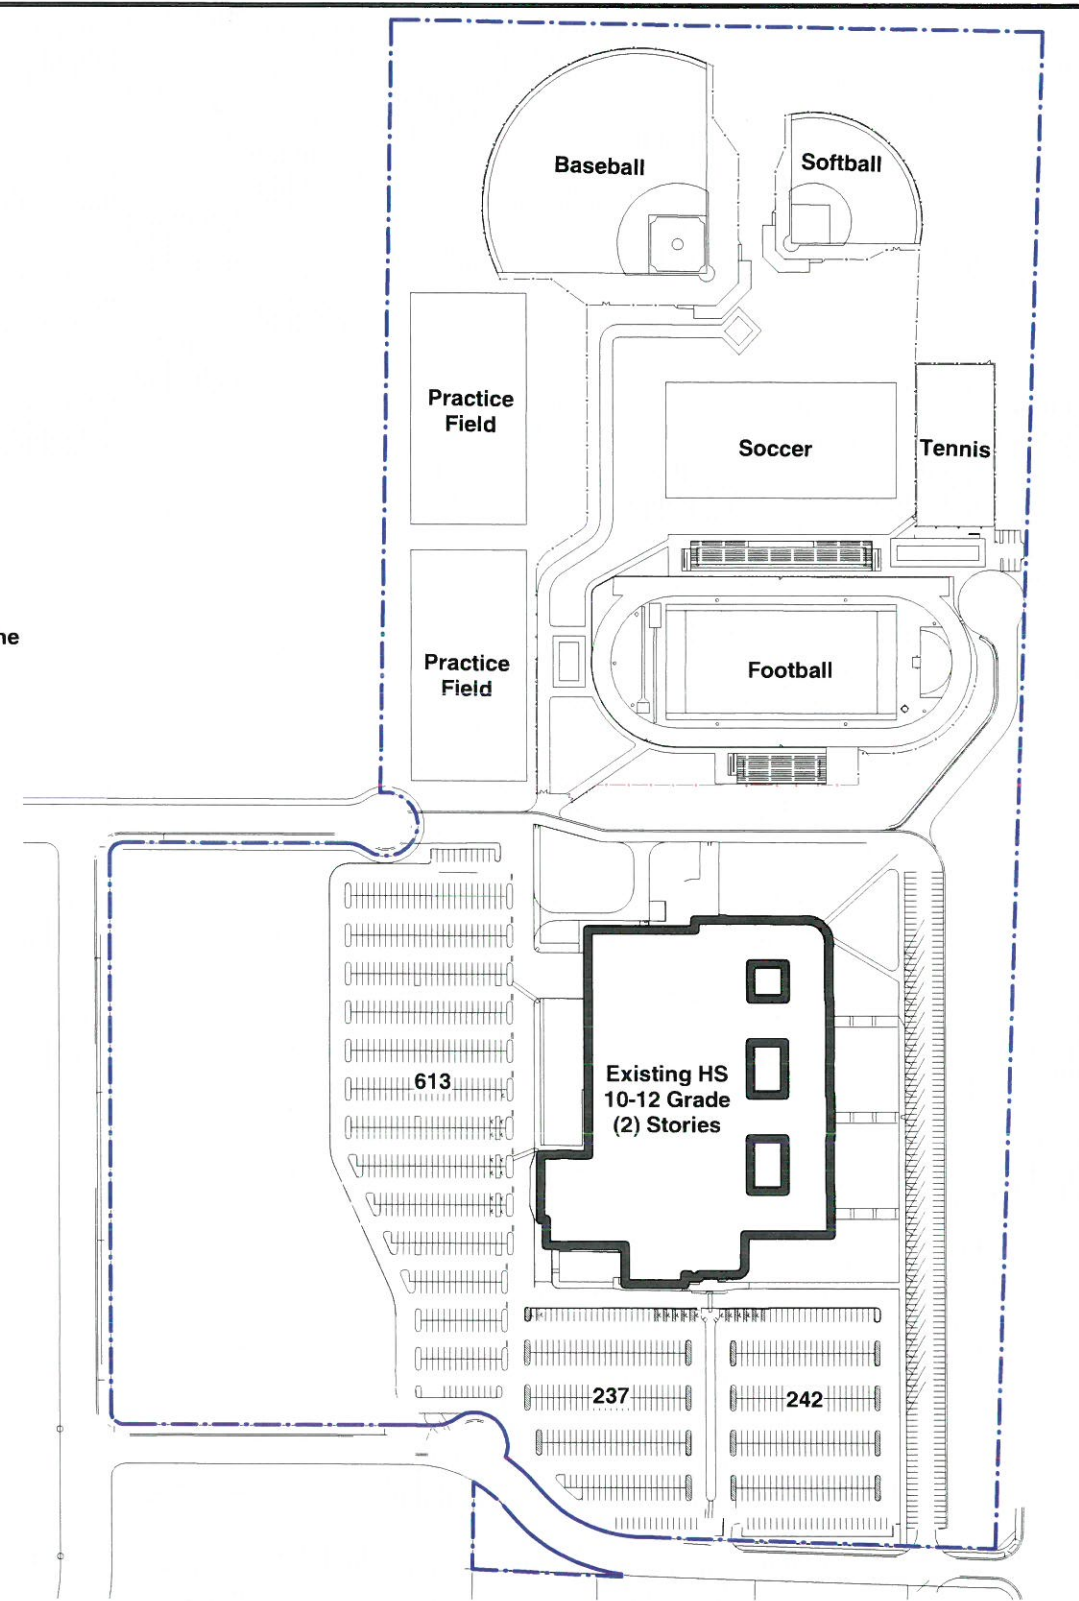 Baseball
Softball
Practice
Field
Soccer
Tennis
ne
Practice
Field
Football
613
Existing HS
10-12 Grade
(2) Stories
237
242